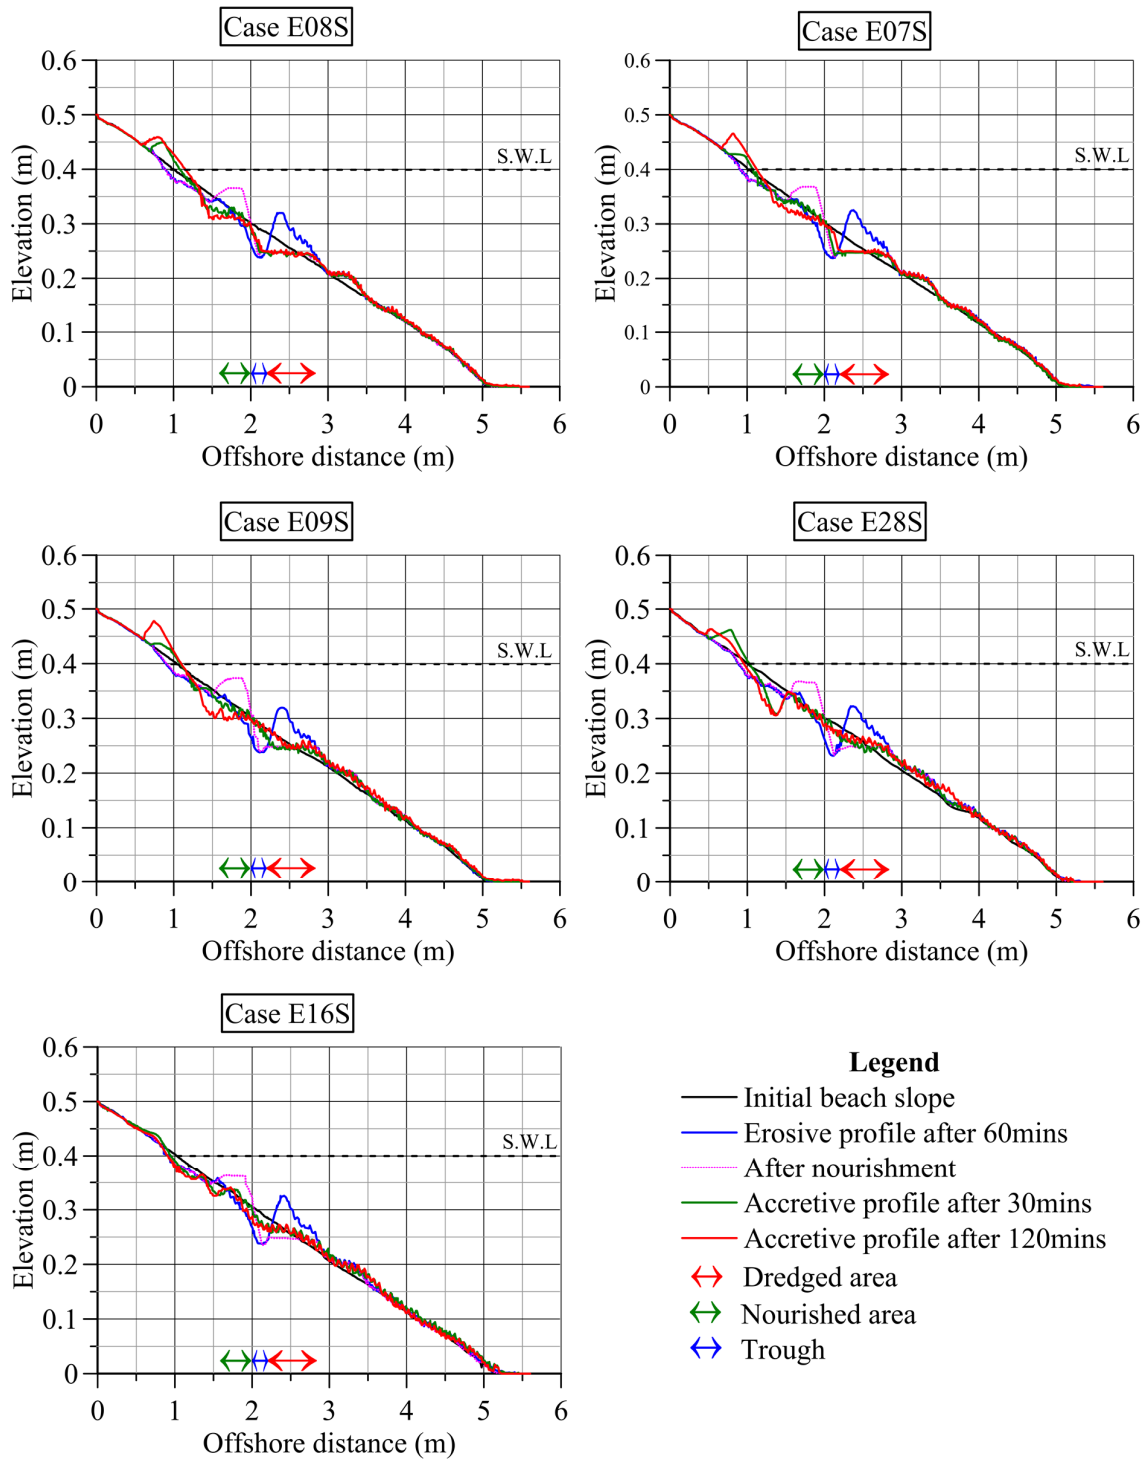 Case E08S
0.6
0.5
0.4
0.3
0.2
0.1
0
Elevation (m)
S.W.L
0 1 2 3 4 5 6
Offshore distance (m)
Case E07S
0.6
0.5
0.4
0.3
0.2
0.1
0
Elevation (m)
S.W.L
0 1 2 3 4 5 6
Offshore distance (m)
Case E09S
0.6
0.5
0.4
0.3
0.2
0.1
0
Elevation (m)
S.W.L
0 1 2 3 4 5 6
Offshore distance (m)
Case E28S
0.6
0.5
0.4
0.3
0.2
0.1
0
Elevation (m)
S.W.L
0 1 2 3 4 5 6
Offshore distance (m)
Case E16S
0.6
0.5
0.4
0.3
0.2
0.1
0
Elevation (m)
S.W.L
0 1 2 3 4 5 6
Offshore distance (m)
Legend
Initial beach slope
Erosive profile after 60mins
After nourishment
Accretive profile after 30mins
Accretive profile after 120mins
Dredged area
Nourished area
Trough